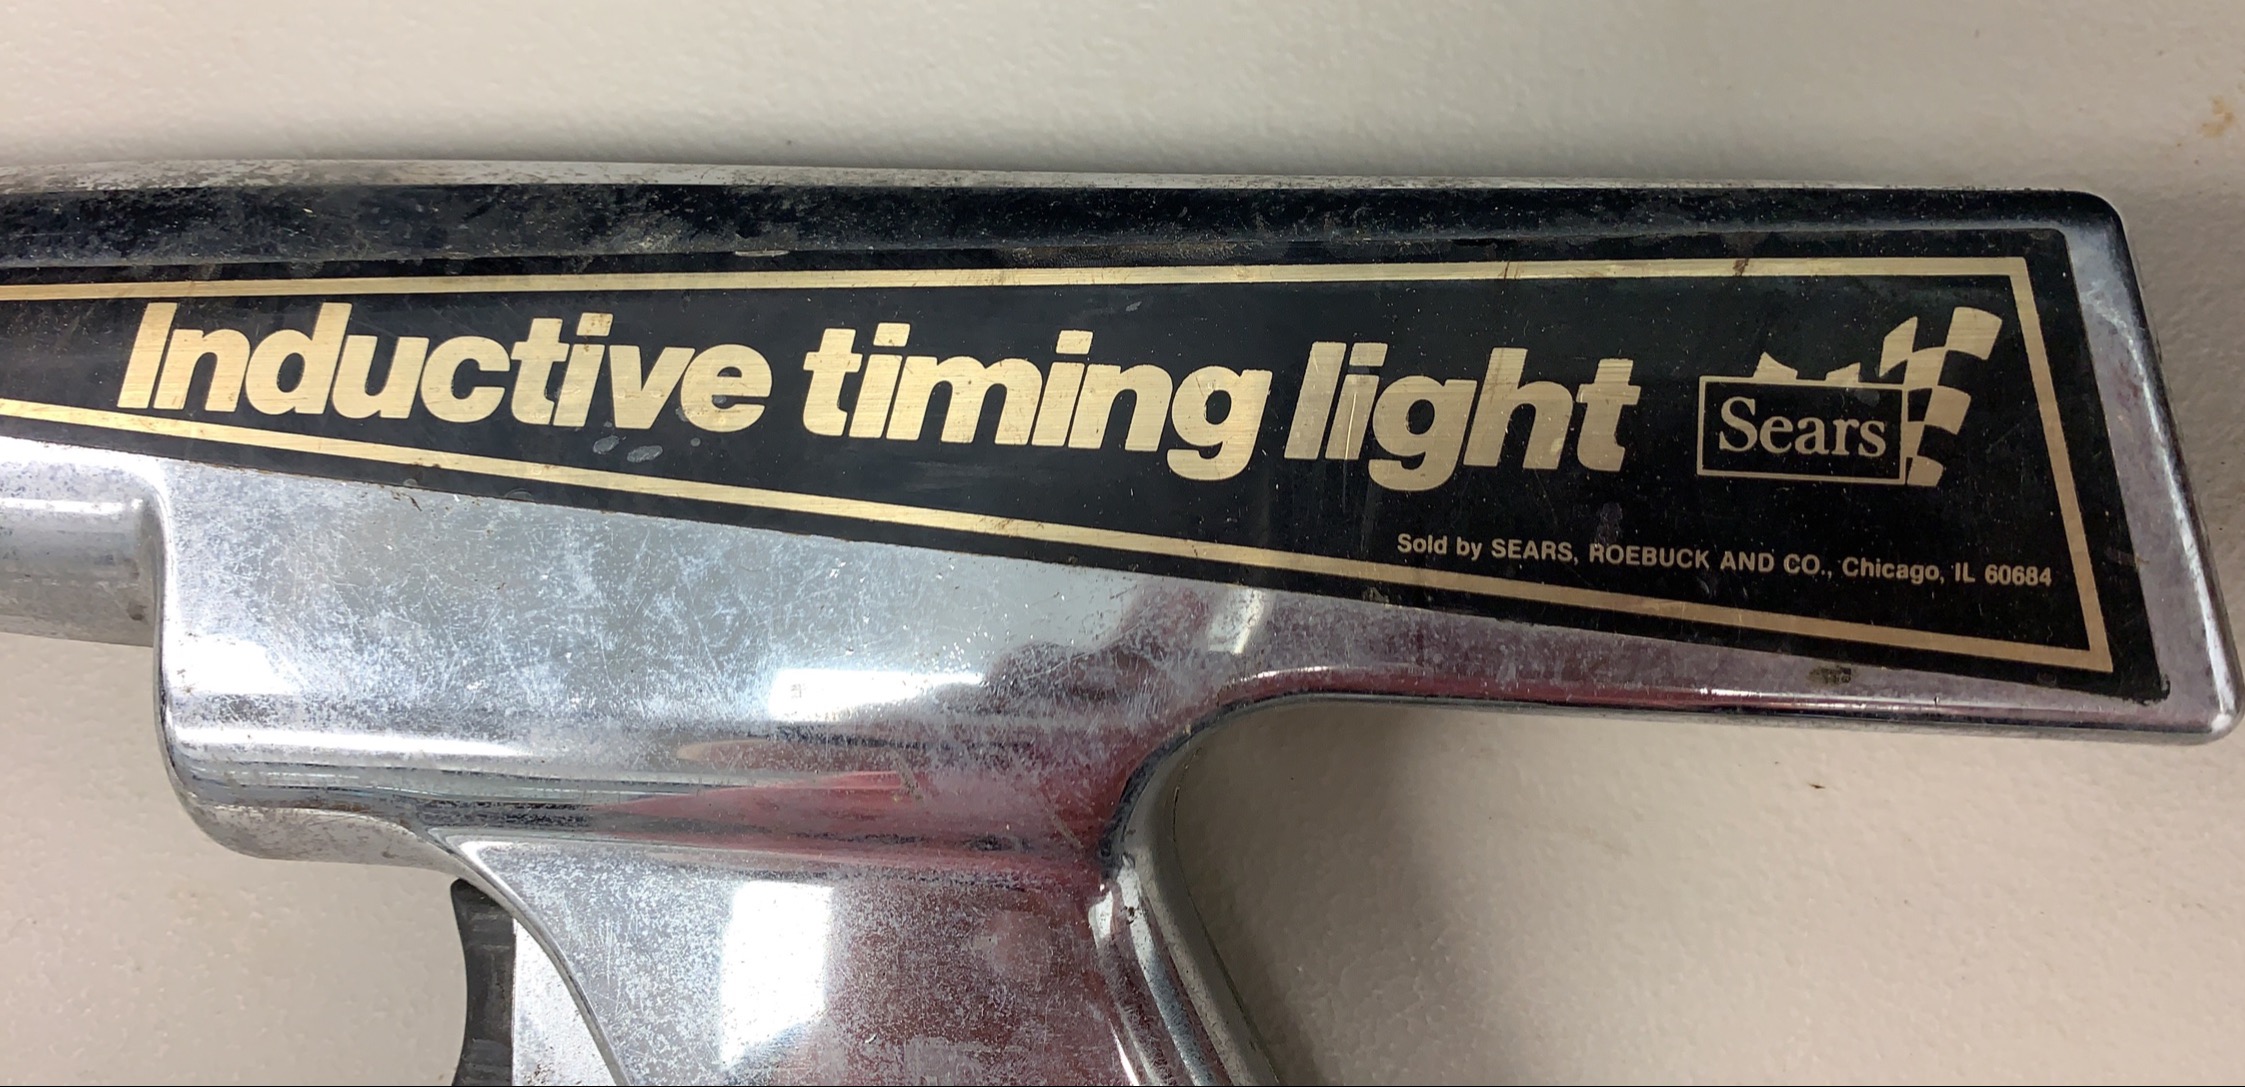 Inductive timing light
Sears
Sold by SEARS, ROEBUCK AND CO., Chicago, IL 60684